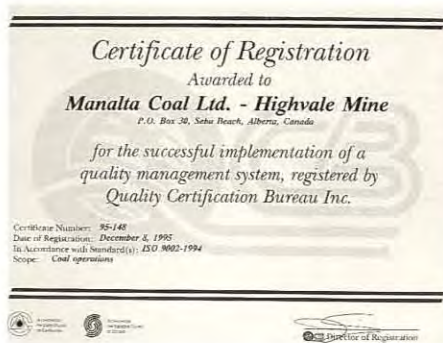 Certificate of Registration
Awarded to
Manalta Coal Ltd. - Highvale Mine
P.O. Box 30, Seba Beach, Alberta, Canada
for the successful implementation of a
quality management system, registered by
Quality Certification Bureau Inc.
Certificate Number: 95-148
Date of Registration: December 8, 1995
In Accordance with Standard(s): ISO 9002-1994
Scope: Coal operations
Director of Registration